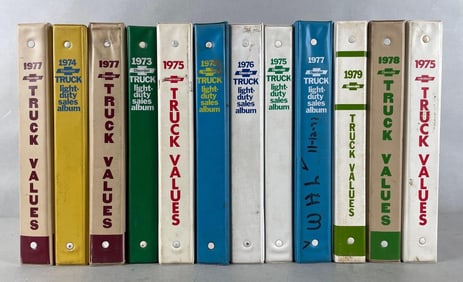 1977
TRUCK VALUES
1974
TRUCK
light-
duty
sales
album
1977
TRUCK VALUES
1973
TRUCK
light-
duty
sales
album
1975
TRUCK VALUES
TRUCK
light-
duty
sales
album
1976
TRUCK
light-
duty
sales
album
1975
TRUCK
light-
duty
sales
album
1977
TRUCK
light-
duty
sales
album
1979
TRUCK VALUES
1978
TRUCK VALUES
1975
TRUCK VALUES